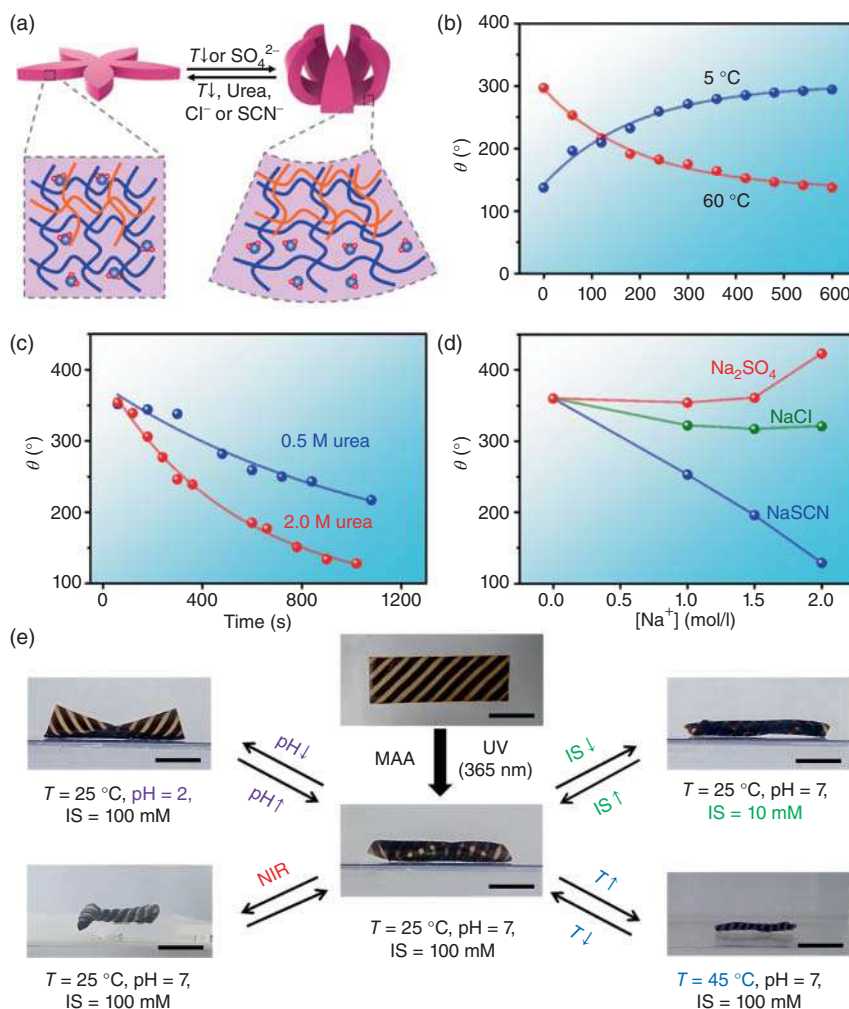 (a)
T↓or SO₄²⁻
T↓, Urea,
Cl⁻ or SCN⁻
(b)
θ (°)
400
300
200
100
0
5 °C
60 °C
0 100 200 300 400 500 600
(c)
θ (°)
400
300
200
100
0.5 M urea
2.0 M urea
0 400 800 1200
Time (s)
(d)
θ (°)
400
300
200
100
Na₂SO₄
NaCl
NaSCN
0.0 0.5 1.0 1.5 2.0
[Na⁺] (mol/l)
(e)
MAA UV
(365 nm)
pH↓
pH↑
IS↓
IS↑
T = 25 °C, pH = 2,
IS = 100 mM
T = 25 °C, pH = 7,
IS = 10 mM
NIR
T↑
T↓
T = 25 °C, pH = 7,
IS = 100 mM
T = 25 °C, pH = 7,
IS = 100 mM
T = 45 °C, pH = 7,
IS = 100 mM